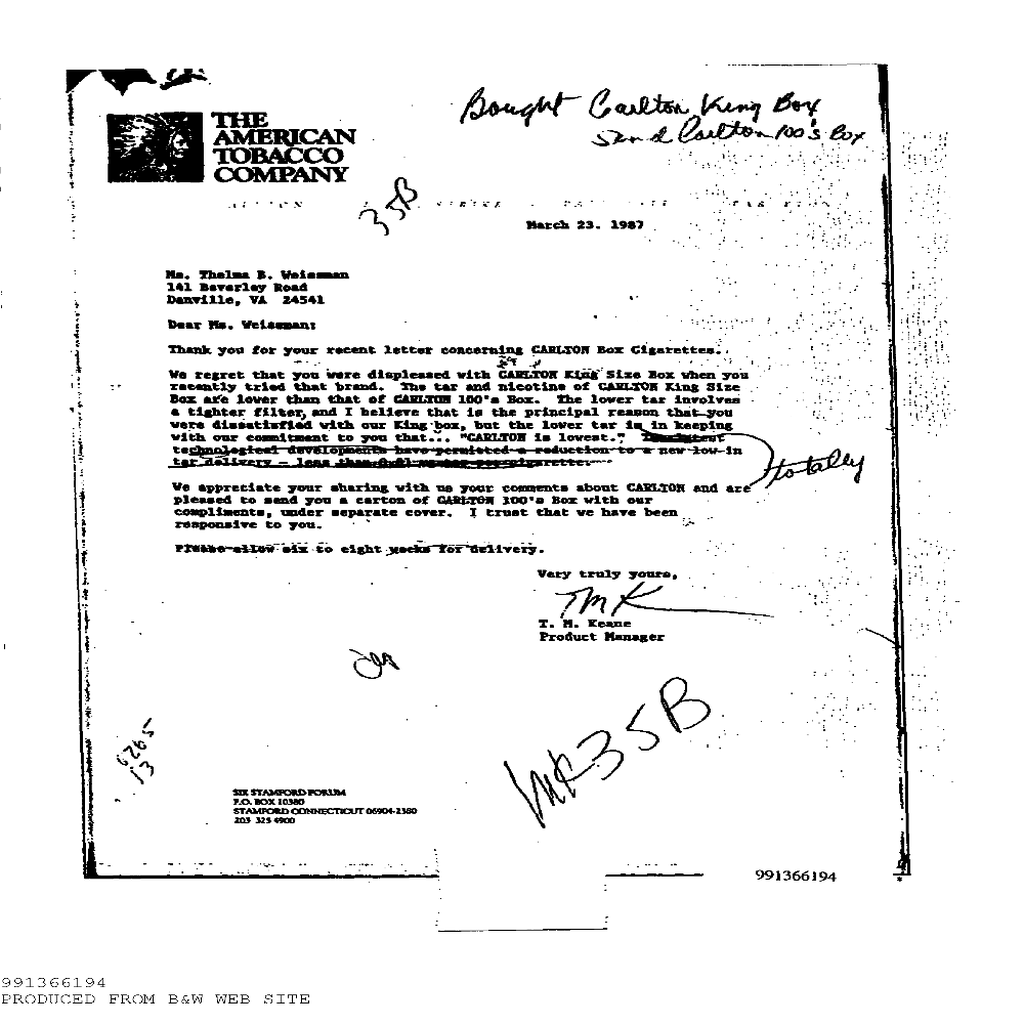 Bought Carlton King Box
Send Carlton 100's Box
THE
AMERICAN
TOBACCO
COMPANY
35B
March 23. 1987
Ms. Thelma B. Weissman
141 Beverley Road
Danville, VA 24541
Dear Ms. Weissman:
Thank you for your recent letter concerning CARLTON Box Cigarettes.
We regret that you were displeased with CARLTON King Size Box when you
recently tried that brand. The tar and nicotine of CARLTON King Size
Box are lower than that of CARLTON 100's Box. The lower tar involves
a tighter filter, and I believe that is the principal reason that you
were dissatisfied with our King box, but the lower tar is in keeping
with our commitment to you that... "CARLTON is lowest."
technological developments have permitted a reduction to a new low in
tar delivery - less than
totally
We appreciate your sharing with us your comments about CARLTON and are
pleased to send you a carton of CARLTON 100's Box with our
compliments, under separate cover. I trust that we have been
responsive to you.
Please allow six to eight weeks for delivery.
Very truly yours,
TMK
T. M. Keane
Product Manager
MK35B
6265
13
SIX STAMFORD FORUM
P.O. BOX 10380
STAMFORD CONNECTICUT 06904-2380
203 325 4900
991366194
991366194
PRODUCED FROM B&W WEB SITE